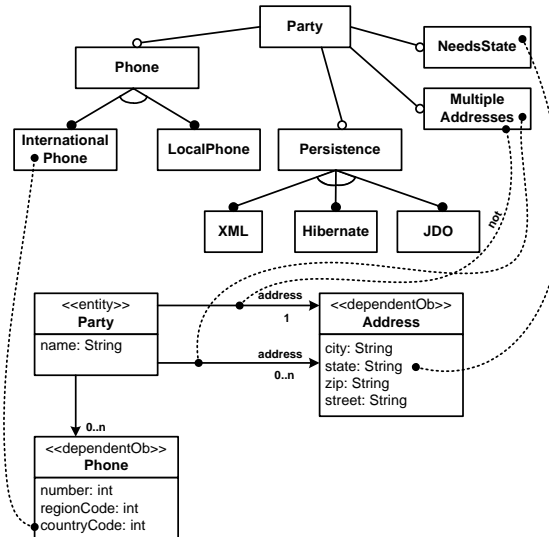 Party
NeedsState
Phone
Multiple
Addresses
International
Phone
LocalPhone
Persistence
XML
Hibernate
JDO
not
<<entity>>
Party
name: String
address
1
<<dependentOb>>
Address
city: String
state: String
zip: String
street: String
address
0..n
0..n
<<dependentOb>>
Phone
number: int
regionCode: int
countryCode: int